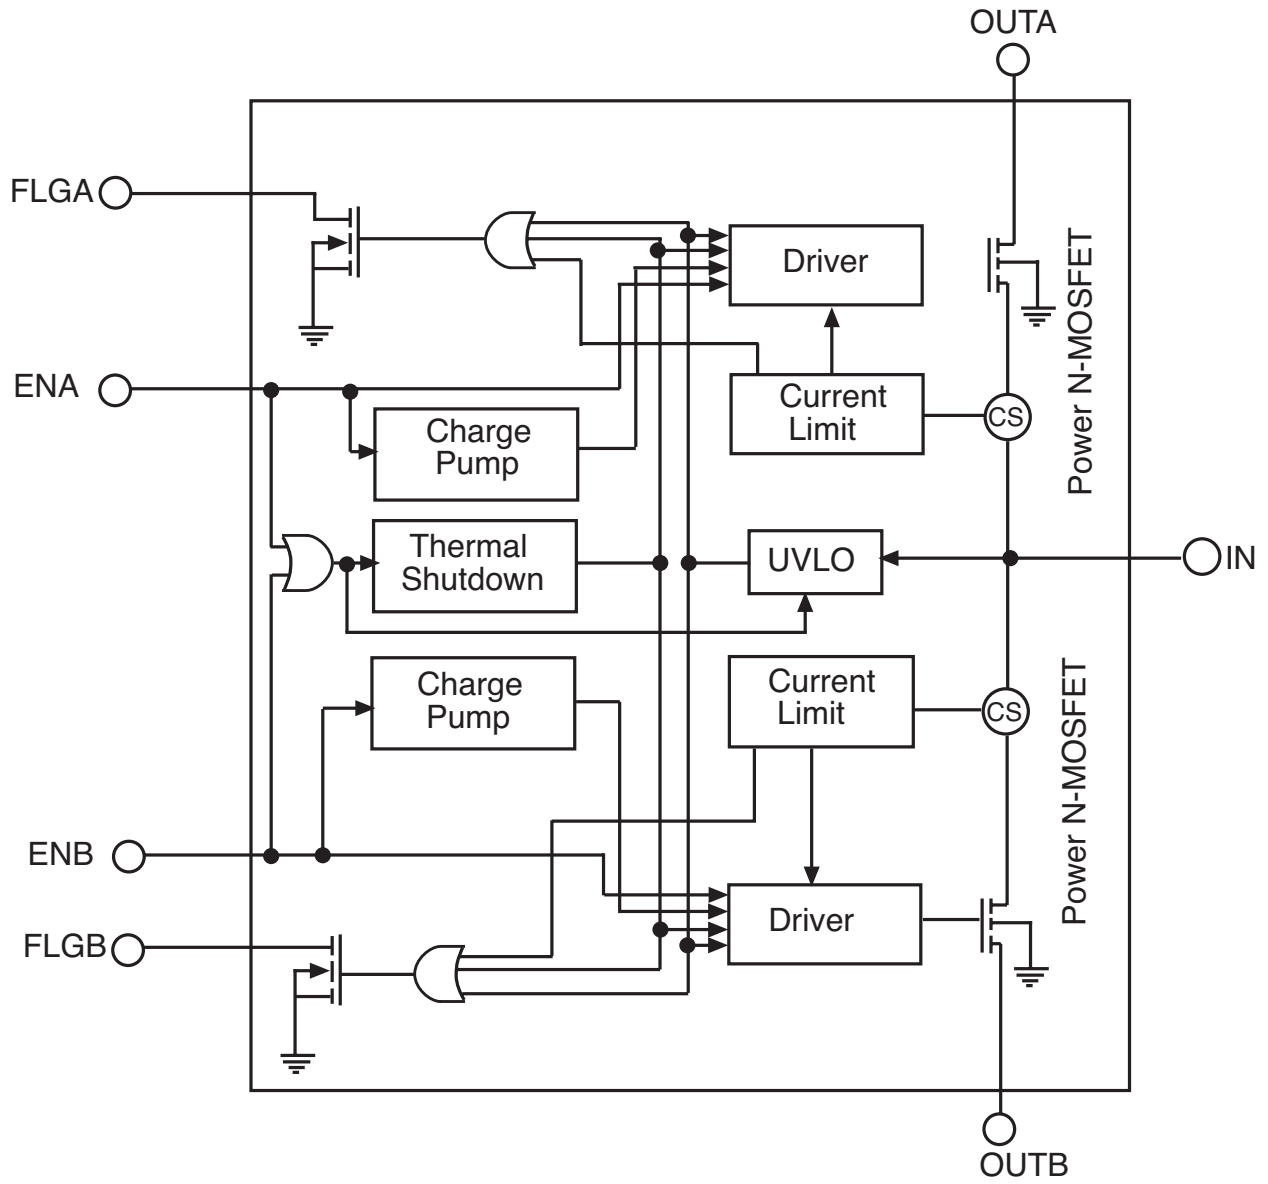 OUTA
FLGA
Driver
Power N-MOSFET
ENA
Current
Limit
CS
Charge
Pump
Thermal
Shutdown
UVLO
IN
Charge
Pump
Current
Limit
CS
Power N-MOSFET
ENB
Driver
FLGB
OUTB